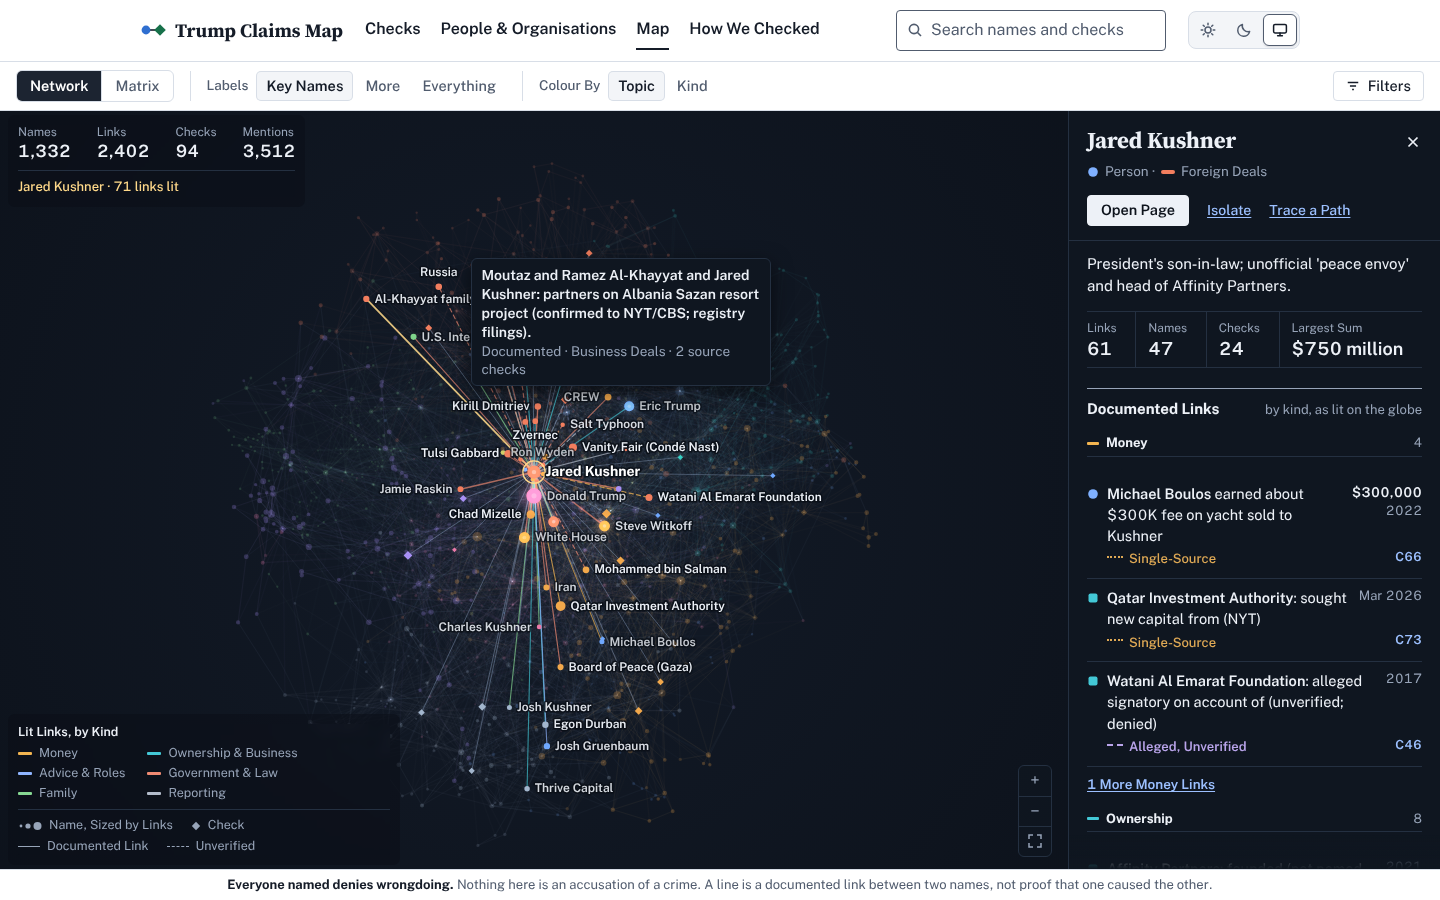 Trump Claims Map
Checks
People & Organisations
Map
How We Checked
Search names and checks
Network
Matrix
Labels
Key Names
More
Everything
Colour By
Topic
Kind
Filters
Names
Links
Checks
Mentions
1,332
2,402
94
3,512
Jared Kushner · 71 links lit
Russia
Al-Khayyat family
U.S. Inte
Moutaz and Ramez Al-Khayyat and Jared
Kushner: partners on Albania Sazan resort
project (confirmed to NYT/CBS; registry
filings).
Documented · Business Deals · 2 source
checks
CREW
Kirill Dmitriev
Eric Trump
Salt Typhoon
Zvernec
Vanity Fair (Condé Nast)
Tulsi Gabbard
Ron Wyden
Jared Kushner
Jamie Raskin
Donald Trump
Watani Al Emarat Foundation
Chad Mizelle
Steve Witkoff
White House
Mohammed bin Salman
Iran
Qatar Investment Authority
Charles Kushner
Michael Boulos
Board of Peace (Gaza)
Josh Kushner
Egon Durban
Josh Gruenbaum
Thrive Capital
Lit Links, by Kind
Money
Ownership & Business
Advice & Roles
Government & Law
Family
Reporting
Name, Sized by Links
Check
Documented Link
Unverified
+
−
Jared Kushner
×
Person · Foreign Deals
Open Page
Isolate
Trace a Path
President's son-in-law; unofficial 'peace envoy'
and head of Affinity Partners.
Links
Names
Checks
Largest Sum
61
47
24
$750 million
Documented Links
by kind, as lit on the globe
Money
4
Michael Boulos earned about
$300,000
$300K fee on yacht sold to
2022
Kushner
Single-Source
C66
Qatar Investment Authority: sought
Mar 2026
new capital from (NYT)
Single-Source
C73
Watani Al Emarat Foundation: alleged
2017
signatory on account of (unverified;
denied)
Alleged, Unverified
C46
1 More Money Links
Ownership
8
Everyone named denies wrongdoing. Nothing here is an accusation of a crime. A line is a documented link between two names, not proof that one caused the other.